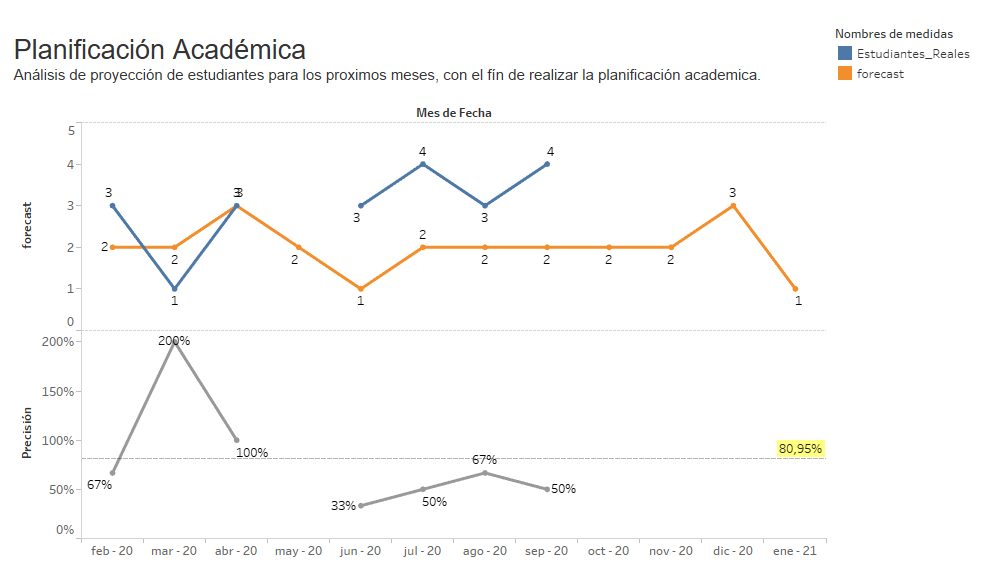 Planificación Académica
Análisis de proyección de estudiantes para los proximos meses, con el fín de realizar la planificación academica.
Nombres de medidas
Estudiantes_Reales
forecast
Mes de Fecha
forecast
5
4
3
2
1
0
3
1
3
3
4
3
4
2
2
3
2
1
2
2
2
2
2
3
1
Precisión
200%
150%
100%
50%
0%
67%
200%
100%
33%
50%
67%
50%
80,95%
feb - 20
mar - 20
abr - 20
may - 20
jun - 20
jul - 20
ago - 20
sep - 20
oct - 20
nov - 20
dic - 20
ene - 21